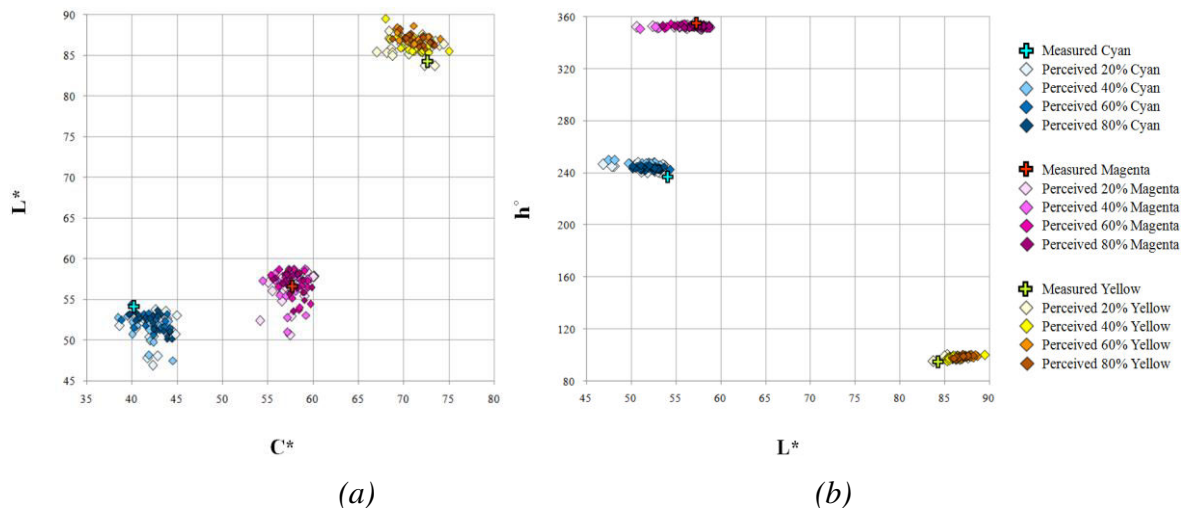 90
85
80
75
70
65
60
55
50
45
35 40 45 50 55 60 65 70 75 80
L*
C*
(a)
360
320
280
240
200
160
120
80
45 50 55 60 65 70 75 80 85 90
h°
L*
(b)
Measured Cyan
Perceived 20% Cyan
Perceived 40% Cyan
Perceived 60% Cyan
Perceived 80% Cyan
Measured Magenta
Perceived 20% Magenta
Perceived 40% Magenta
Perceived 60% Magenta
Perceived 80% Magenta
Measured Yellow
Perceived 20% Yellow
Perceived 40% Yellow
Perceived 60% Yellow
Perceived 80% Yellow